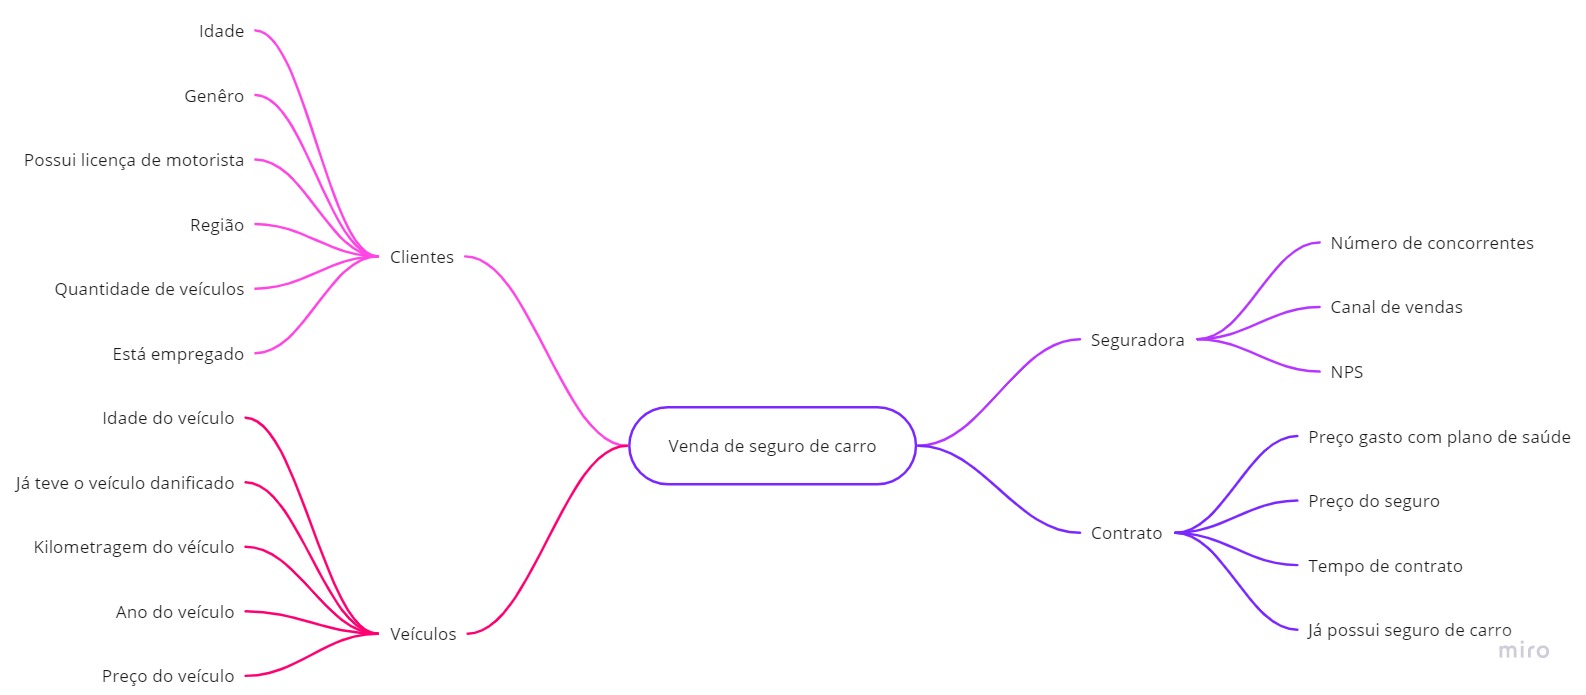 Idade
Genêro
Possui licença de motorista
Região
Quantidade de veículos
Está empregado
Clientes
Idade do veículo
Já teve o veículo danificado
Kilometragem do véículo
Ano do veículo
Preço do veículo
Veículos
Venda de seguro de carro
Seguradora
Número de concorrentes
Canal de vendas
NPS
Contrato
Preço gasto com plano de saúde
Preço do seguro
Tempo de contrato
Já possui seguro de carro
miro